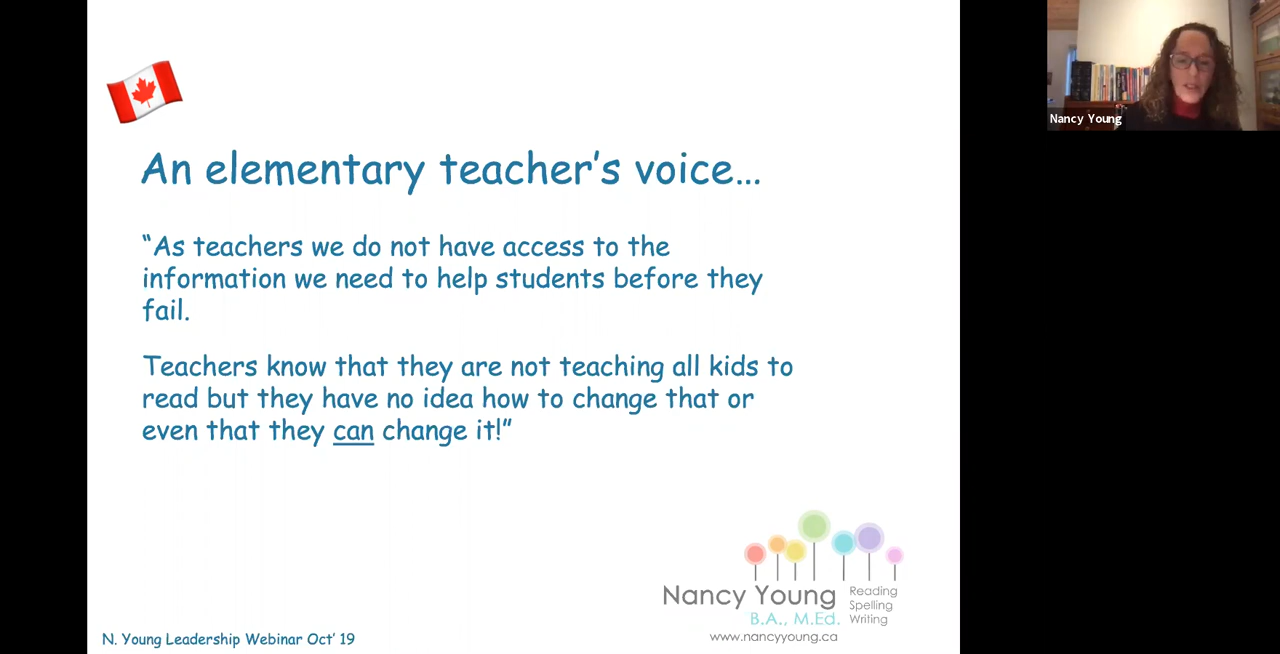 Nancy Young
An elementary teacher’s voice…
“As teachers we do not have access to the
information we need to help students before they
fail.
Teachers know that they are not teaching all kids to
read but they have no idea how to change that or
even that they can change it!”
Nancy Young
B.A., M.Ed.
Reading
Spelling
Writing
www.nancyyoung.ca
N. Young Leadership Webinar Oct’ 19